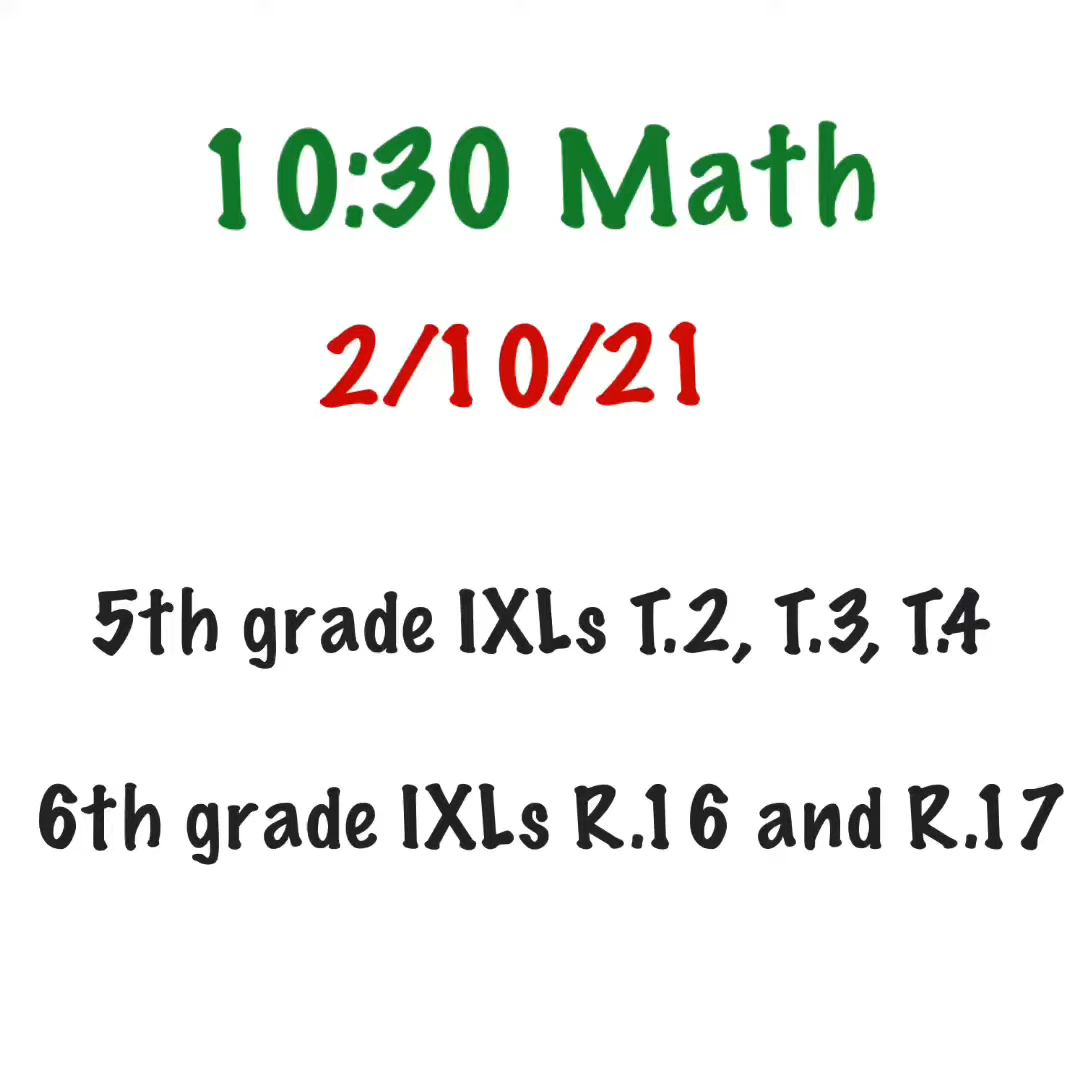 10:30 Math
2/10/21
5th grade IXLs T.2, T.3, T.4
6th grade IXLs R.16 and R.17